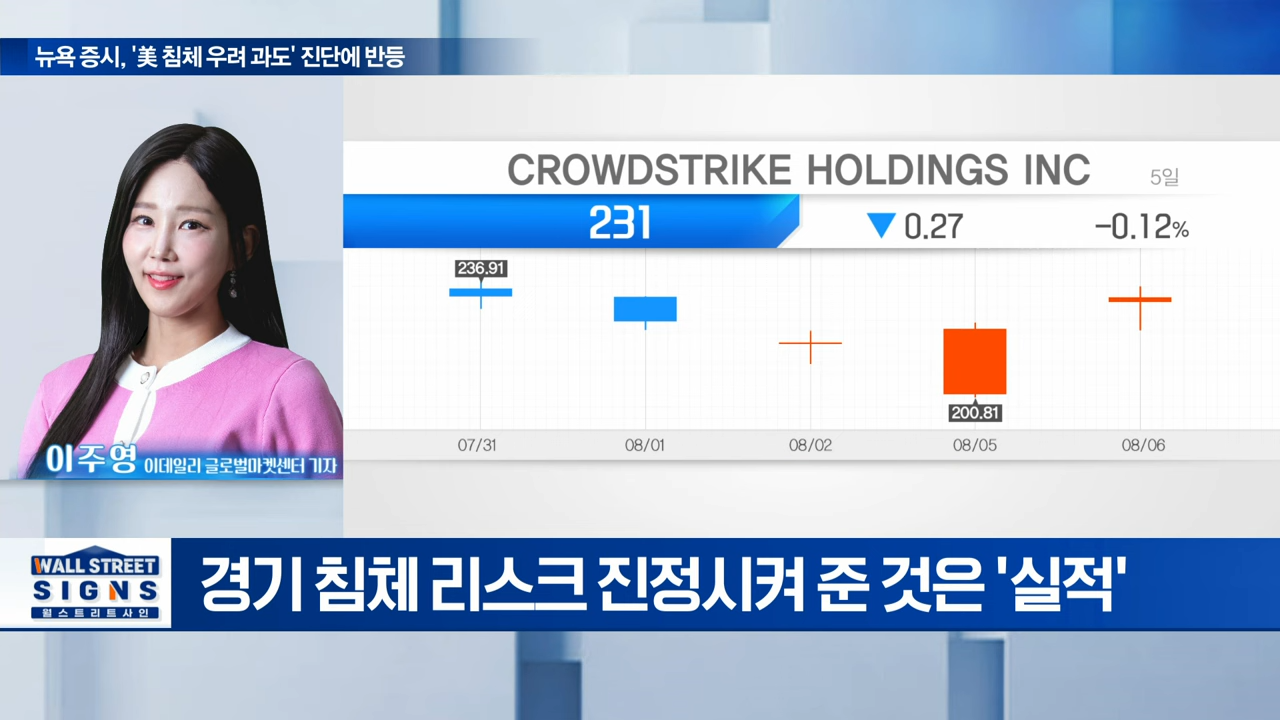 뉴욕 증시, '美 침체 우려 과도' 진단에 반등
CROWDSTRIKE HOLDINGS INC 5일
231 ▼ 0.27 -0.12%
236.91
200.81
07/31 08/01 08/02 08/05 08/06
이주영 이데일리 글로벌마켓센터 기자
WALL STREET
SIGNS
월스트리트사인
경기 침체 리스크 진정시켜 준 것은 '실적'